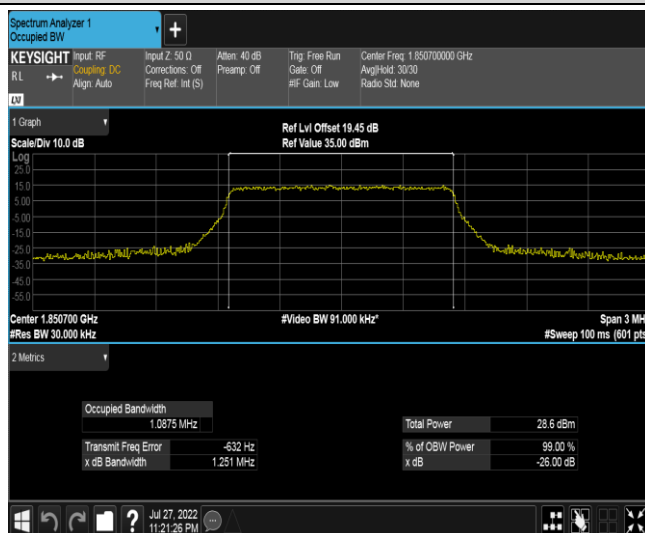 Spectrum Analyzer 1
Occupied BW
+
KEYSIGHT Input: RF Input Z: 50 Ω Atten: 40 dB Trig: Free Run Center Freq: 1.850700000 GHz
RL Coupling: DC Corrections: Off Preamp: Off Gate: Off Avg|Hold: 30/30
Align: Auto Freq Ref: Int (S) #IF Gain: Low Radio Std: None
LXI
1 Graph
Ref Lvl Offset 19.45 dB
Scale/Div 10.0 dB Ref Value 35.00 dBm
Log
25.0
15.0
5.00
-5.00
-15.0
-25.0
-35.0
-45.0
-55.0
Center 1.850700 GHz #Video BW 91.000 kHz* Span 3 MH
#Res BW 30.000 kHz #Sweep 100 ms (601 pts
2 Metrics
Occupied Bandwidth
1.0875 MHz Total Power 28.6 dBm
Transmit Freq Error -632 Hz % of OBW Power 99.00 %
x dB Bandwidth 1.251 MHz x dB -26.00 dB
? Jul 27, 2022
11:21:26 PM